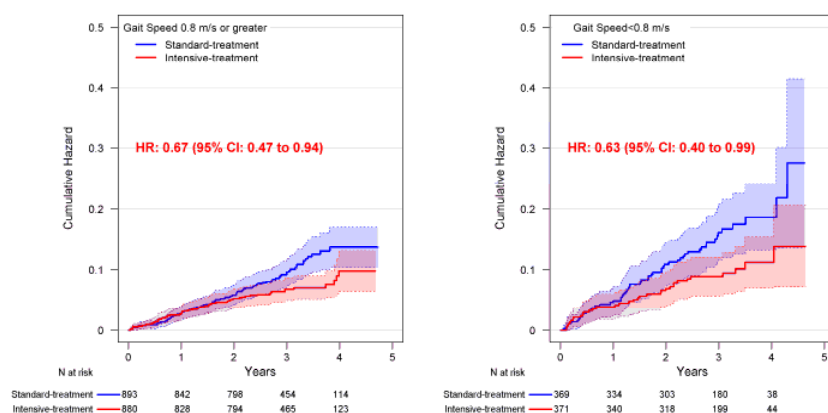 Gait Speed 0.8 m/s or greater
Standard-treatment
Intensive-treatment
HR: 0.67 (95% CI: 0.47 to 0.94)
Cumulative Hazard
0.5
0.4
0.3
0.2
0.1
0
0 1 2 3 4 5
Years
N at risk
Standard-treatment 893 842 798 454 114
Intensive-treatment 880 828 794 465 123
Gait Speed<0.8 m/s
Standard-treatment
Intensive-treatment
HR: 0.63 (95% CI: 0.40 to 0.99)
Cumulative Hazard
0.5
0.4
0.3
0.2
0.1
0
0 1 2 3 4 5
Years
N at risk
Standard-treatment 369 334 303 180 38
Intensive-treatment 371 340 318 199 44